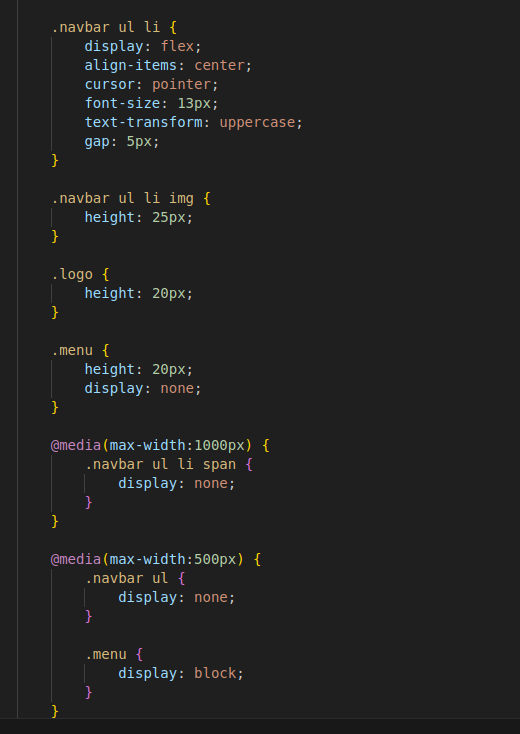 .navbar ul li {
    display: flex;
    align-items: center;
    cursor: pointer;
    font-size: 13px;
    text-transform: uppercase;
    gap: 5px;
}

.navbar ul li img {
    height: 25px;
}

.logo {
    height: 20px;
}

.menu {
    height: 20px;
    display: none;
}

@media(max-width:1000px) {
    .navbar ul li span {
        display: none;
    }
}

@media(max-width:500px) {
    .navbar ul {
        display: none;
    }

    .menu {
        display: block;
    }
}